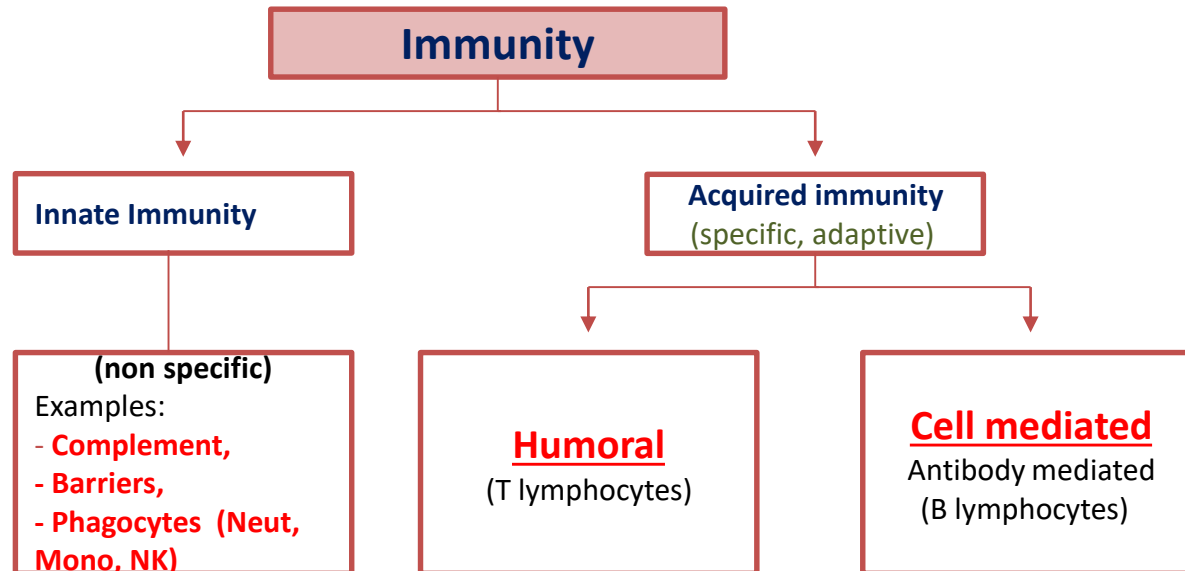 Immunity
Innate Immunity
Acquired immunity
(specific, adaptive)
(non specific)
Examples:
- Complement,
- Barriers,
- Phagocytes (Neut,
Mono, NK)
Humoral
(T lymphocytes)
Cell mediated
Antibody mediated
(B lymphocytes)